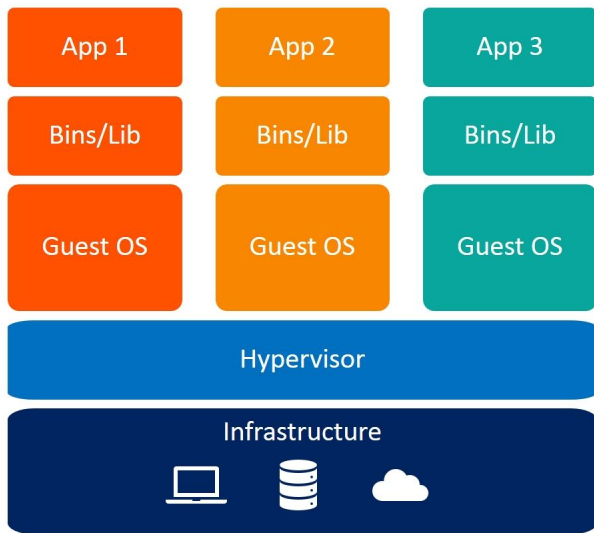 App 1
App 2
App 3
Bins/Lib
Bins/Lib
Bins/Lib
Guest OS
Guest OS
Guest OS
Hypervisor
Infrastructure